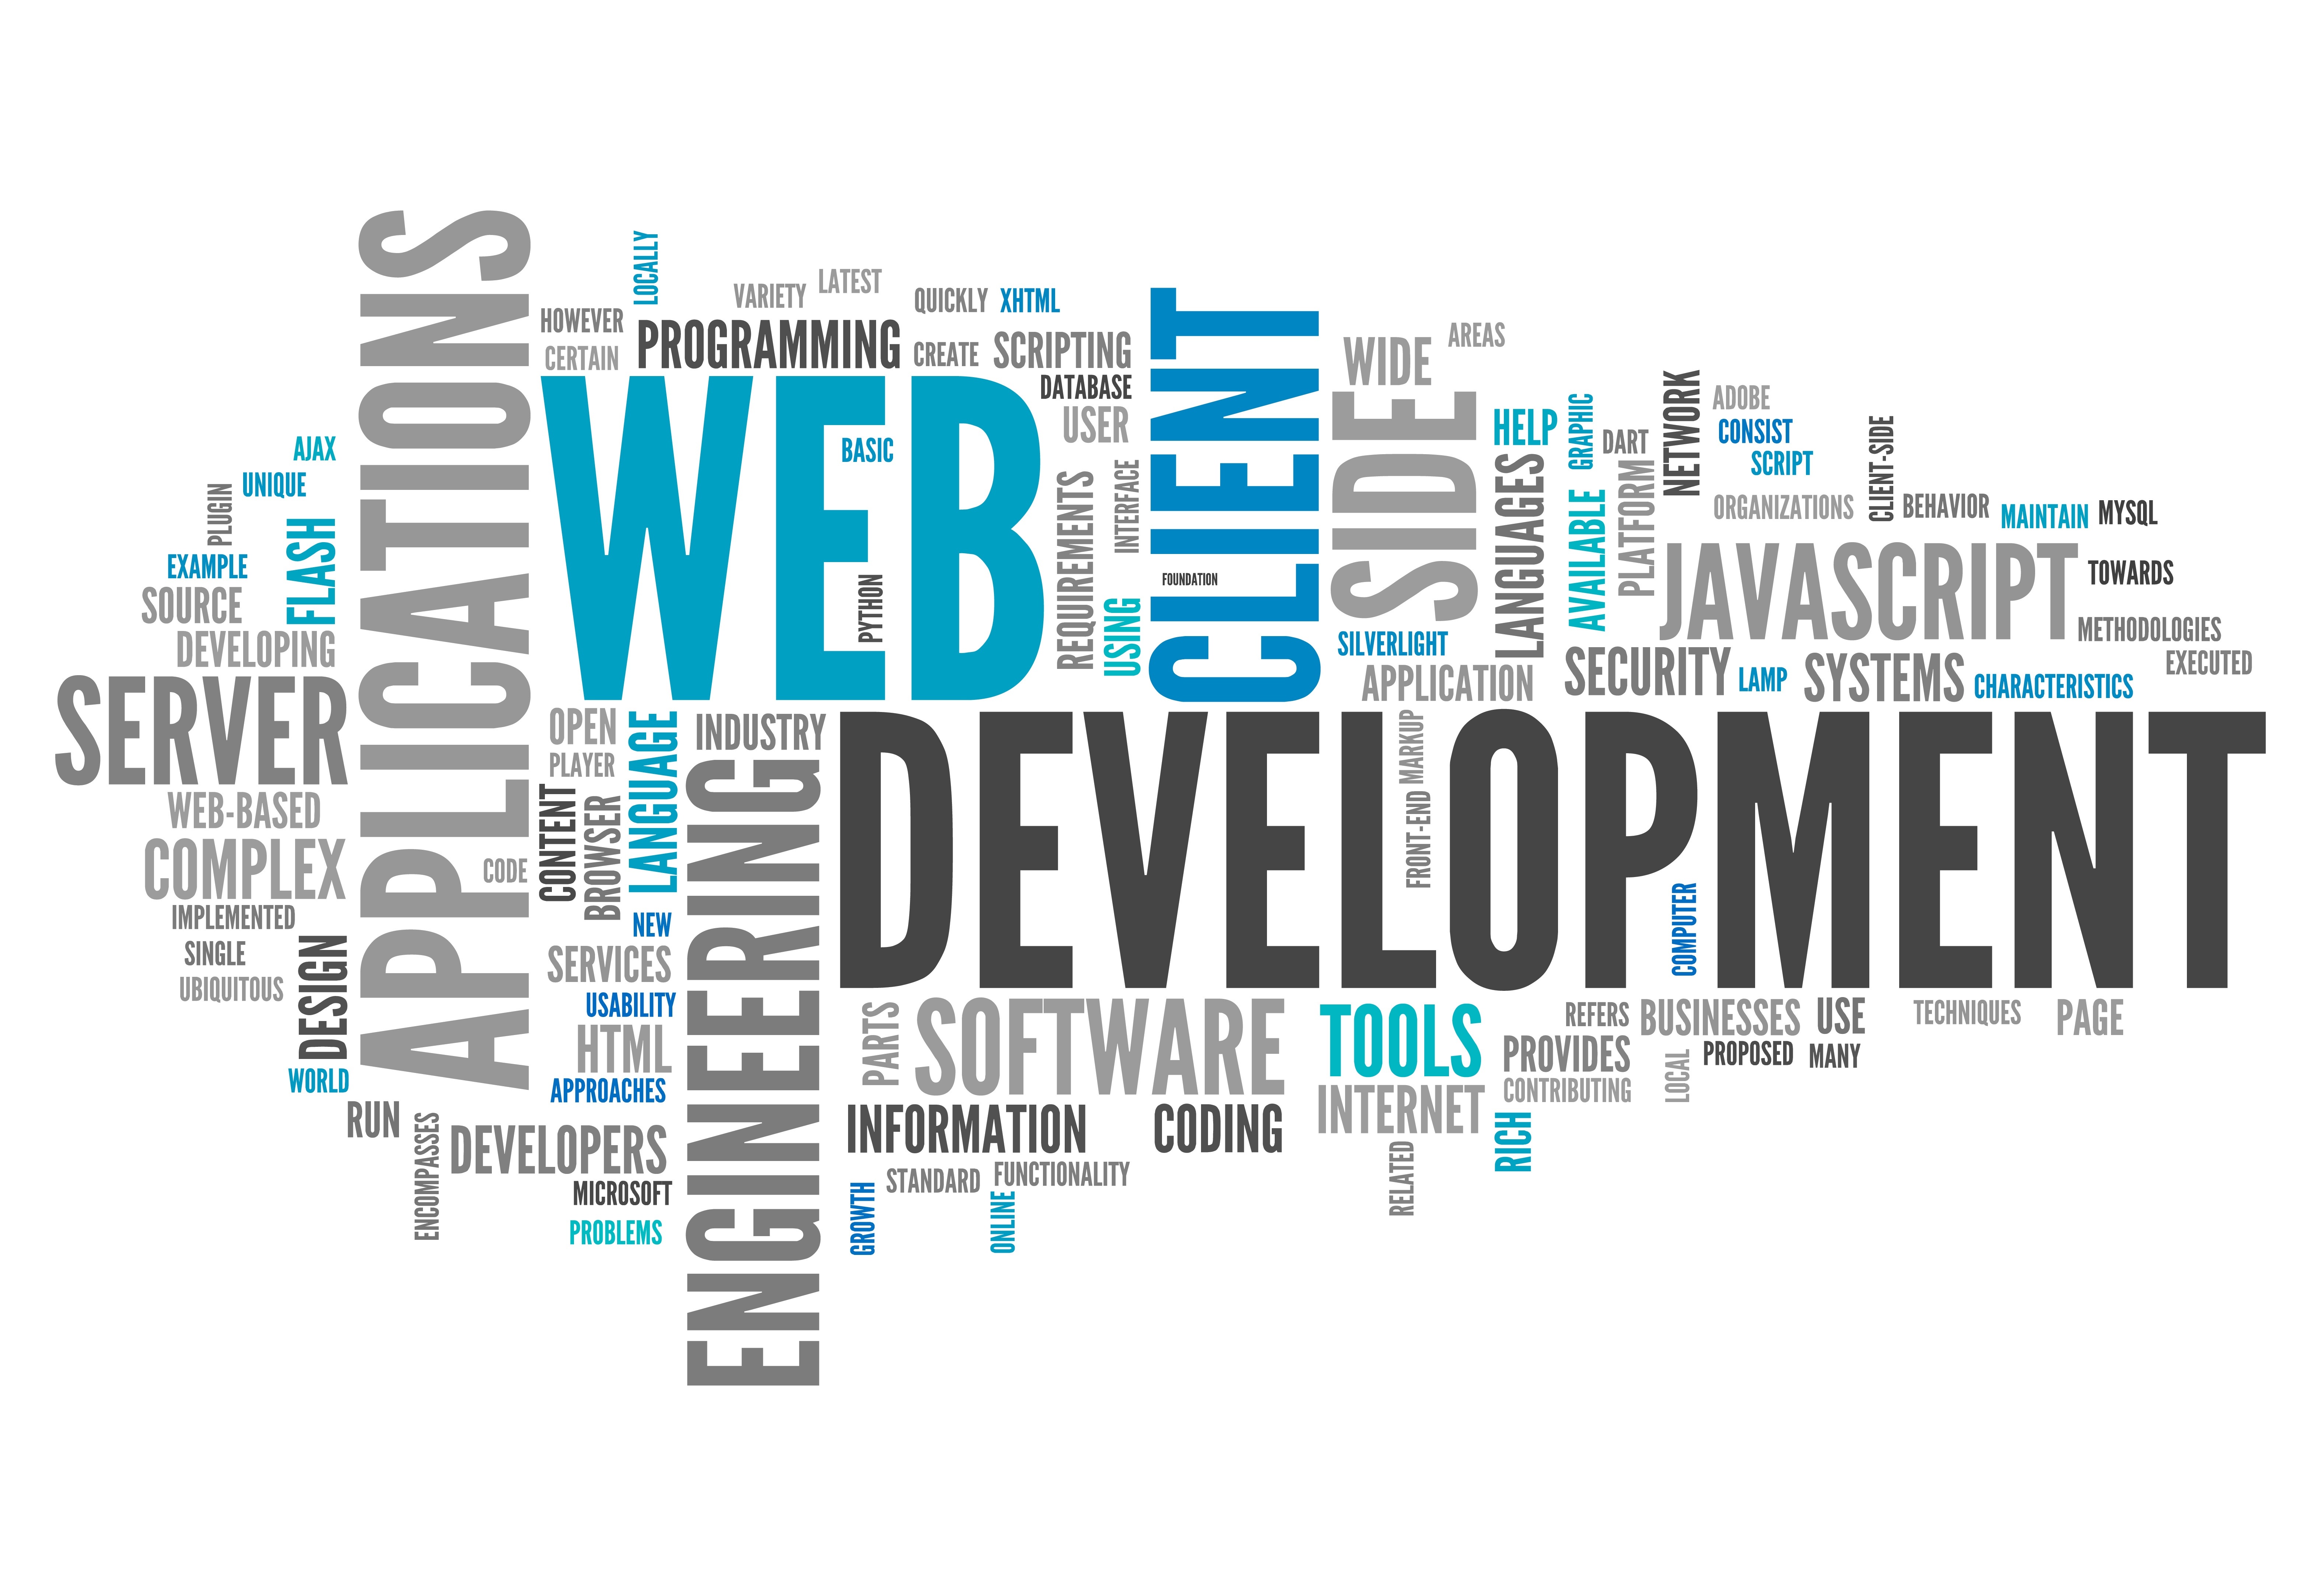 LOCALLY
LATEST
VARIETY
QUICKLY
XHTML
HOWEVER
PROGRAMMING
CERTAIN
CREATE
SCRIPTING
APPLICATIONS
WEB
BASIC
PYTHON
DATABASE
USER
REQUIREMENTS
INTERFACE
USING
CLIENT
FOUNDATION
WIDE
AREAS
SIDE
SILVERLIGHT
APPLICATION
HELP
LANGUAGES
GRAPHIC
AVAILABLE
DART
PLATFORM
NETWORK
ADOBE
CONSIST
SCRIPT
ORGANIZATIONS
CLIENT-SIDE
BEHAVIOR
MAINTAIN
MYSQL
JAVASCRIPT
TOWARDS
METHODOLOGIES
EXECUTED
SECURITY
LAMP
SYSTEMS
CHARACTERISTICS
AJAX
UNIQUE
PLUGIN
FLASH
EXAMPLE
SOURCE
DEVELOPING
SERVER
WEB-BASED
COMPLEX
CODE
IMPLEMENTED
SINGLE
UBIQUITOUS
DESIGN
WORLD
RUN
ENCOMPASSES
DEVELOPERS
MICROSOFT
PROBLEMS
OPEN
PLAYER
CONTENT
BROWSER
LANGUAGE
NEW
SERVICES
USABILITY
HTML
APPROACHES
INDUSTRY
ENGINEERING
DEVELOPMENT
MARKUP
FRONT-END
COMPUTER
PARTS
SOFTWARE
TOOLS
INFORMATION
CODING
INTERNET
STANDARD
FUNCTIONALITY
GROWTH
ONLINE
RELATED
RICH
REFERS
BUSINESSES
USE
TECHNIQUES
PAGE
PROVIDES
PROPOSED
MANY
CONTRIBUTING
LOCAL